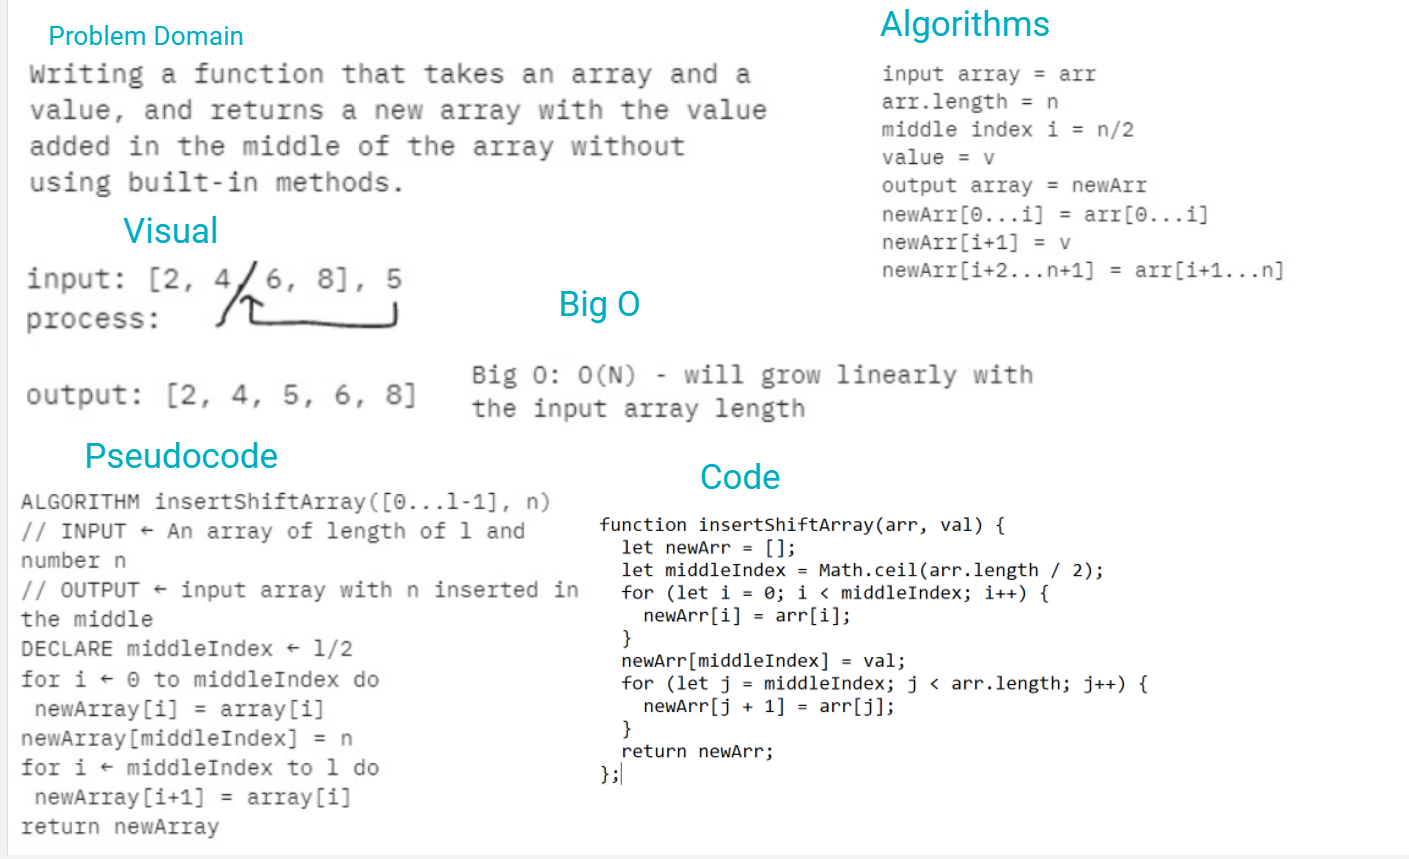 Problem Domain
Writing a function that takes an array and a
value, and returns a new array with the value
added in the middle of the array without
using built-in methods.
Visual
input: [2, 4 6, 8], 5
process:
output: [2, 4, 5, 6, 8]
Algorithms
input array = arr
arr.length = n
middle index i = n/2
value = v
output array = newArr
newArr[0...i] = arr[0...i]
newArr[i+1] = v
newArr[i+2...n+1] = arr[i+1...n]
Big O
Big O: O(N) - will grow linearly with
the input array length
Pseudocode
ALGORITHM insertShiftArray([0...l-1], n)
// INPUT ← An array of length of l and
number n
// OUTPUT ← input array with n inserted in
the middle
DECLARE middleIndex ← l/2
for i ← 0 to middleIndex do
newArray[i] = array[i]
newArray[middleIndex] = n
for i ← middleIndex to l do
newArray[i+1] = array[i]
return newArray
Code
function insertShiftArray(arr, val) {
let newArr = [];
let middleIndex = Math.ceil(arr.length / 2);
for (let i = 0; i < middleIndex; i++) {
newArr[i] = arr[i];
}
newArr[middleIndex] = val;
for (let j = middleIndex; j < arr.length; j++) {
newArr[j + 1] = arr[j];
}
return newArr;
};